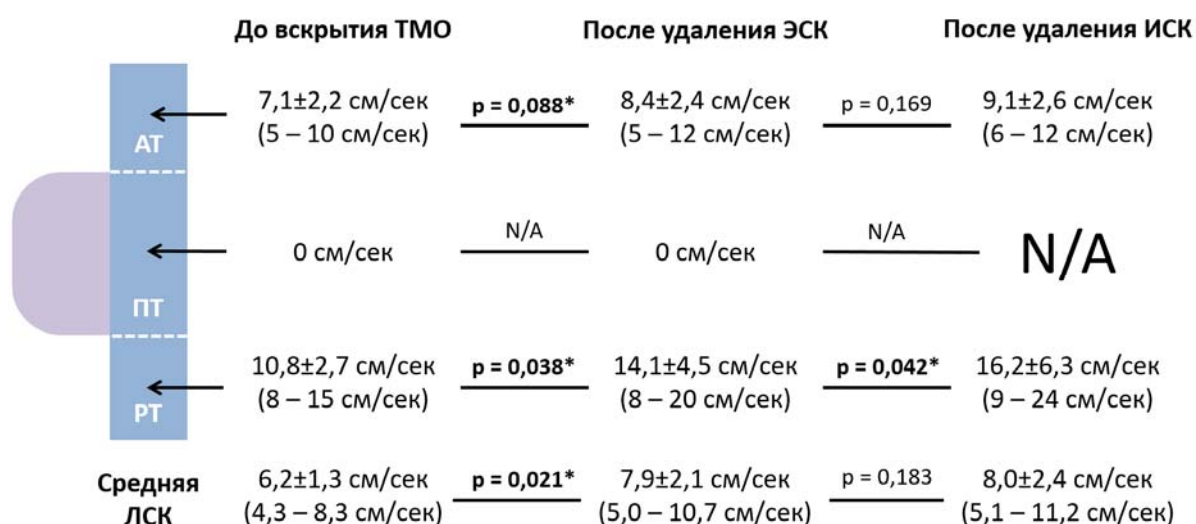 До вскрытия ТМО После удаления ЭСК После удаления ИСК
АТ 7,1±2,2 см/сек p = 0,088* 8,4±2,4 см/сек p = 0,169 9,1±2,6 см/сек
(5 – 10 см/сек) (5 – 12 см/сек) (6 – 12 см/сек)
ПТ 0 см/сек N/A 0 см/сек N/A N/A
РТ 10,8±2,7 см/сек p = 0,038* 14,1±4,5 см/сек p = 0,042* 16,2±6,3 см/сек
(8 – 15 см/сек) (8 – 20 см/сек) (9 – 24 см/сек)
Средняя 6,2±1,3 см/сек p = 0,021* 7,9±2,1 см/сек p = 0,183 8,0±2,4 см/сек
ЛСК (4,3 – 8,3 см/сек) (5,0 – 10,7 см/сек) (5,1 – 11,2 см/сек)